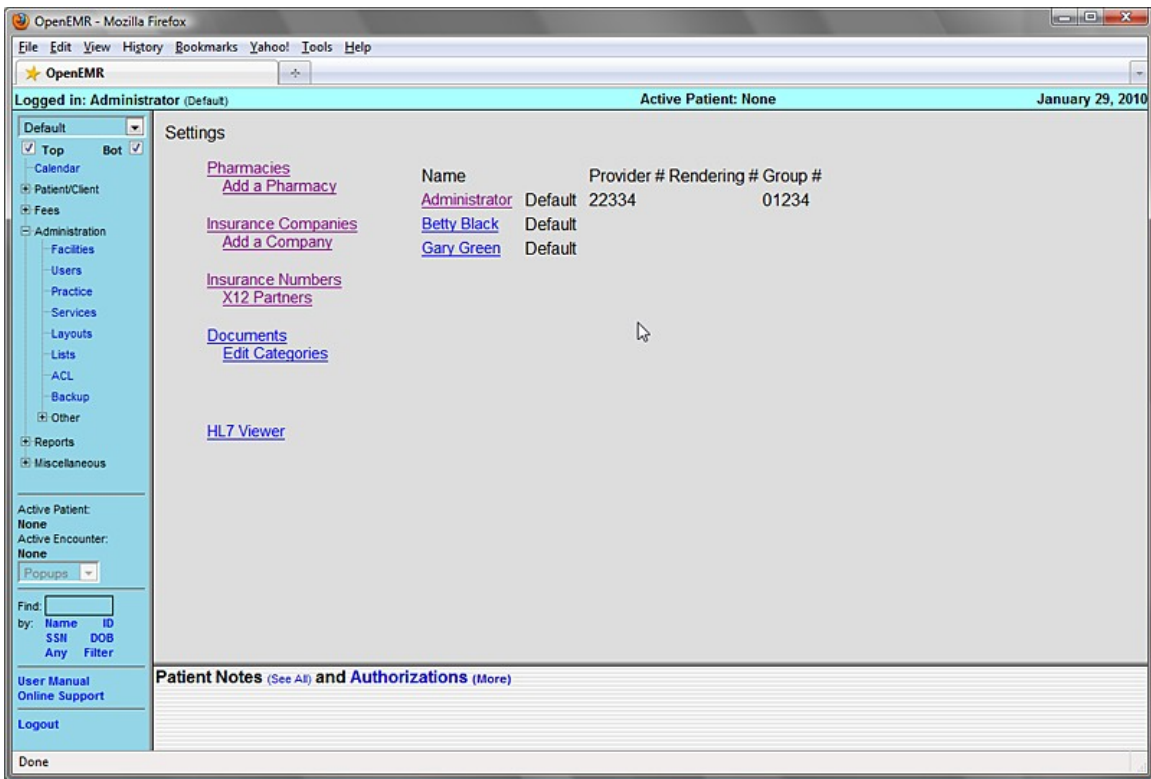 OpenEMR - Mozilla Firefox
File Edit View History Bookmarks Yahoo! Tools Help
OpenEMR
Logged in: Administrator (Default) Active Patient: None January 29, 2010
Default
Top Bot
Calendar
Patient/Client
Fees
Administration
Facilities
Users
Practice
Services
Layouts
Lists
ACL
Backup
Other
Reports
Miscellaneous
Active Patient:
None
Active Encounter:
None
Popups
Find:
by: Name ID
SSN DOB
Any Filter
User Manual
Online Support
Logout
Settings
Pharmacies
Add a Pharmacy
Insurance Companies
Add a Company
Insurance Numbers
X12 Partners
Documents
Edit Categories
HL7 Viewer
Name Provider # Rendering # Group #
Administrator Default 22334 01234
Betty Black Default
Gary Green Default
Patient Notes (See All) and Authorizations (More)
Done